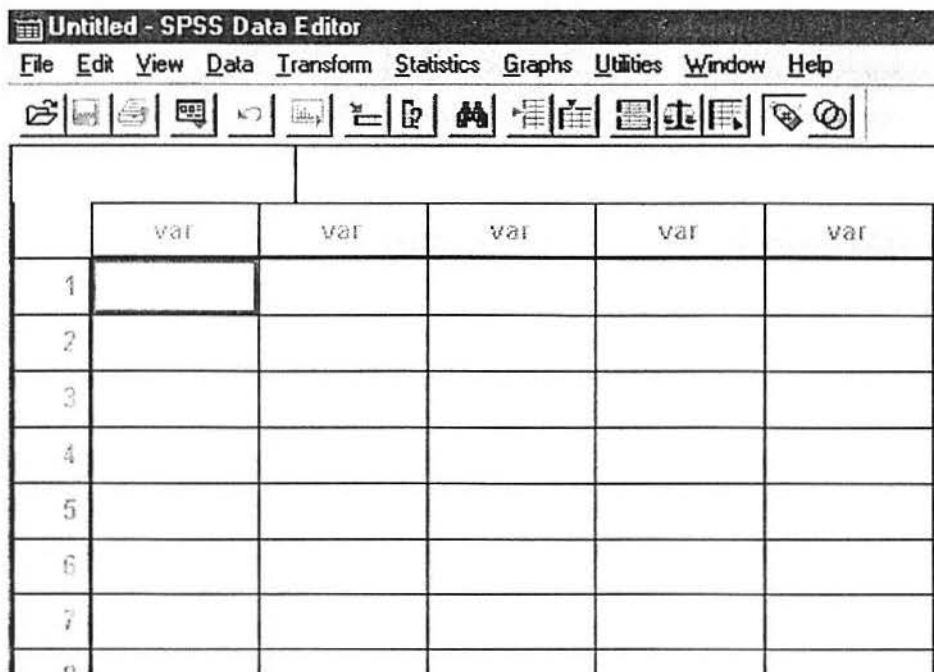 Untitled - SPSS Data Editor
File Edit View Data Transform Statistics Graphs Utilities Window Help
var var var var var
1
2
3
4
5
6
7